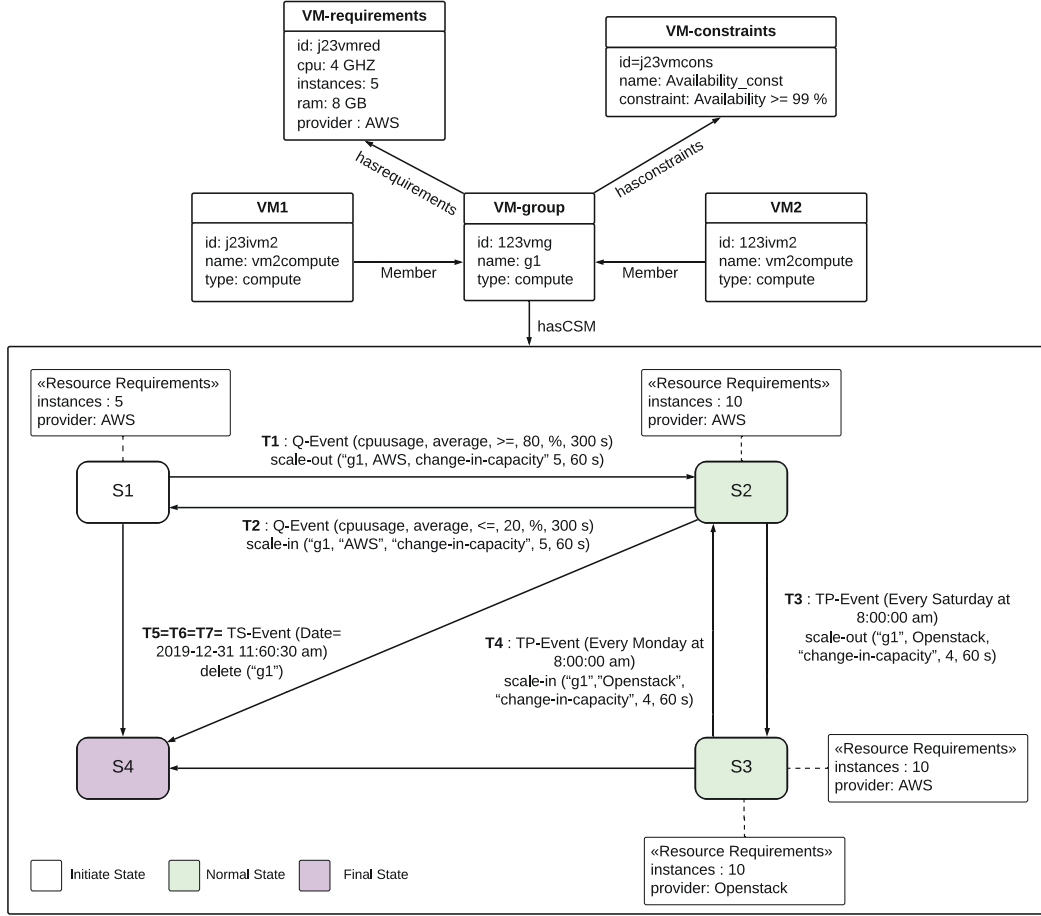 VM-requirements
id: j23vmred
cpu: 4 GHZ
instances: 5
ram: 8 GB
provider : AWS
VM-constraints
id=j23vmcons
name: Availability_const
constraint: Availability >= 99 %
hasrequirements
hasconstraints
VM1
id: j23ivm2
name: vm2compute
type: compute
Member
VM-group
id: 123vmg
name: g1
type: compute
Member
VM2
id: 123ivm2
name: vm2compute
type: compute
hasCSM
«Resource Requirements»
instances : 5
provider: AWS
«Resource Requirements»
instances : 10
provider: AWS
T1 : Q-Event (cpuusage, average, >=, 80, %, 300 s)
scale-out (“g1, AWS, change-in-capacity” 5, 60 s)
S1
S2
T2 : Q-Event (cpuusage, average, <=, 20, %, 300 s)
scale-in (“g1, “AWS”, “change-in-capacity”, 5, 60 s)
T3 : TP-Event (Every Saturday at
8:00:00 am)
scale-out (“g1”, Openstack,
“change-in-capacity”, 4, 60 s)
T5=T6=T7= TS-Event (Date=
2019-12-31 11:60:30 am)
delete (“g1”)
T4 : TP-Event (Every Monday at
8:00:00 am)
scale-in (“g1”,”Openstack”,
“change-in-capacity”, 4, 60 s)
S4
S3
«Resource Requirements»
instances : 10
provider: AWS
«Resource Requirements»
instances : 10
provider: Openstack
Initiate State
Normal State
Final State